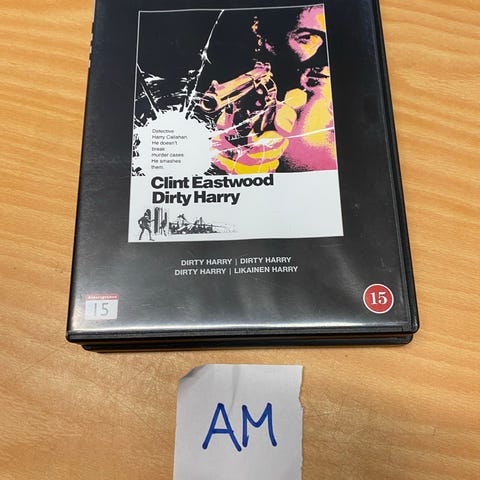 Detective
Harry Callahan.
He doesn't
break
murder cases.
He smashes
them.
Clint Eastwood
Dirty Harry
DIRTY HARRY | DIRTY HARRY
DIRTY HARRY | LIKAINEN HARRY
15
15
AM